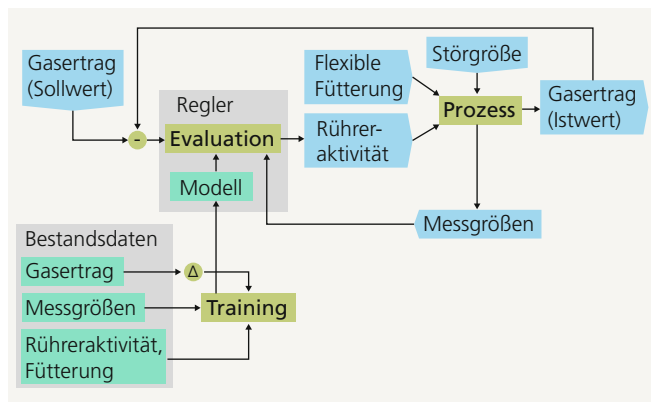 Gasertrag
(Sollwert)
-
Regler
Evaluation
Modell
Flexible
Fütterung
Rührer-
aktivität
Störgröße
Prozess
Gasertrag
(Istwert)
Messgrößen
Bestandsdaten
Gasertrag
Δ
Messgrößen
Training
Rühreraktivität,
Fütterung